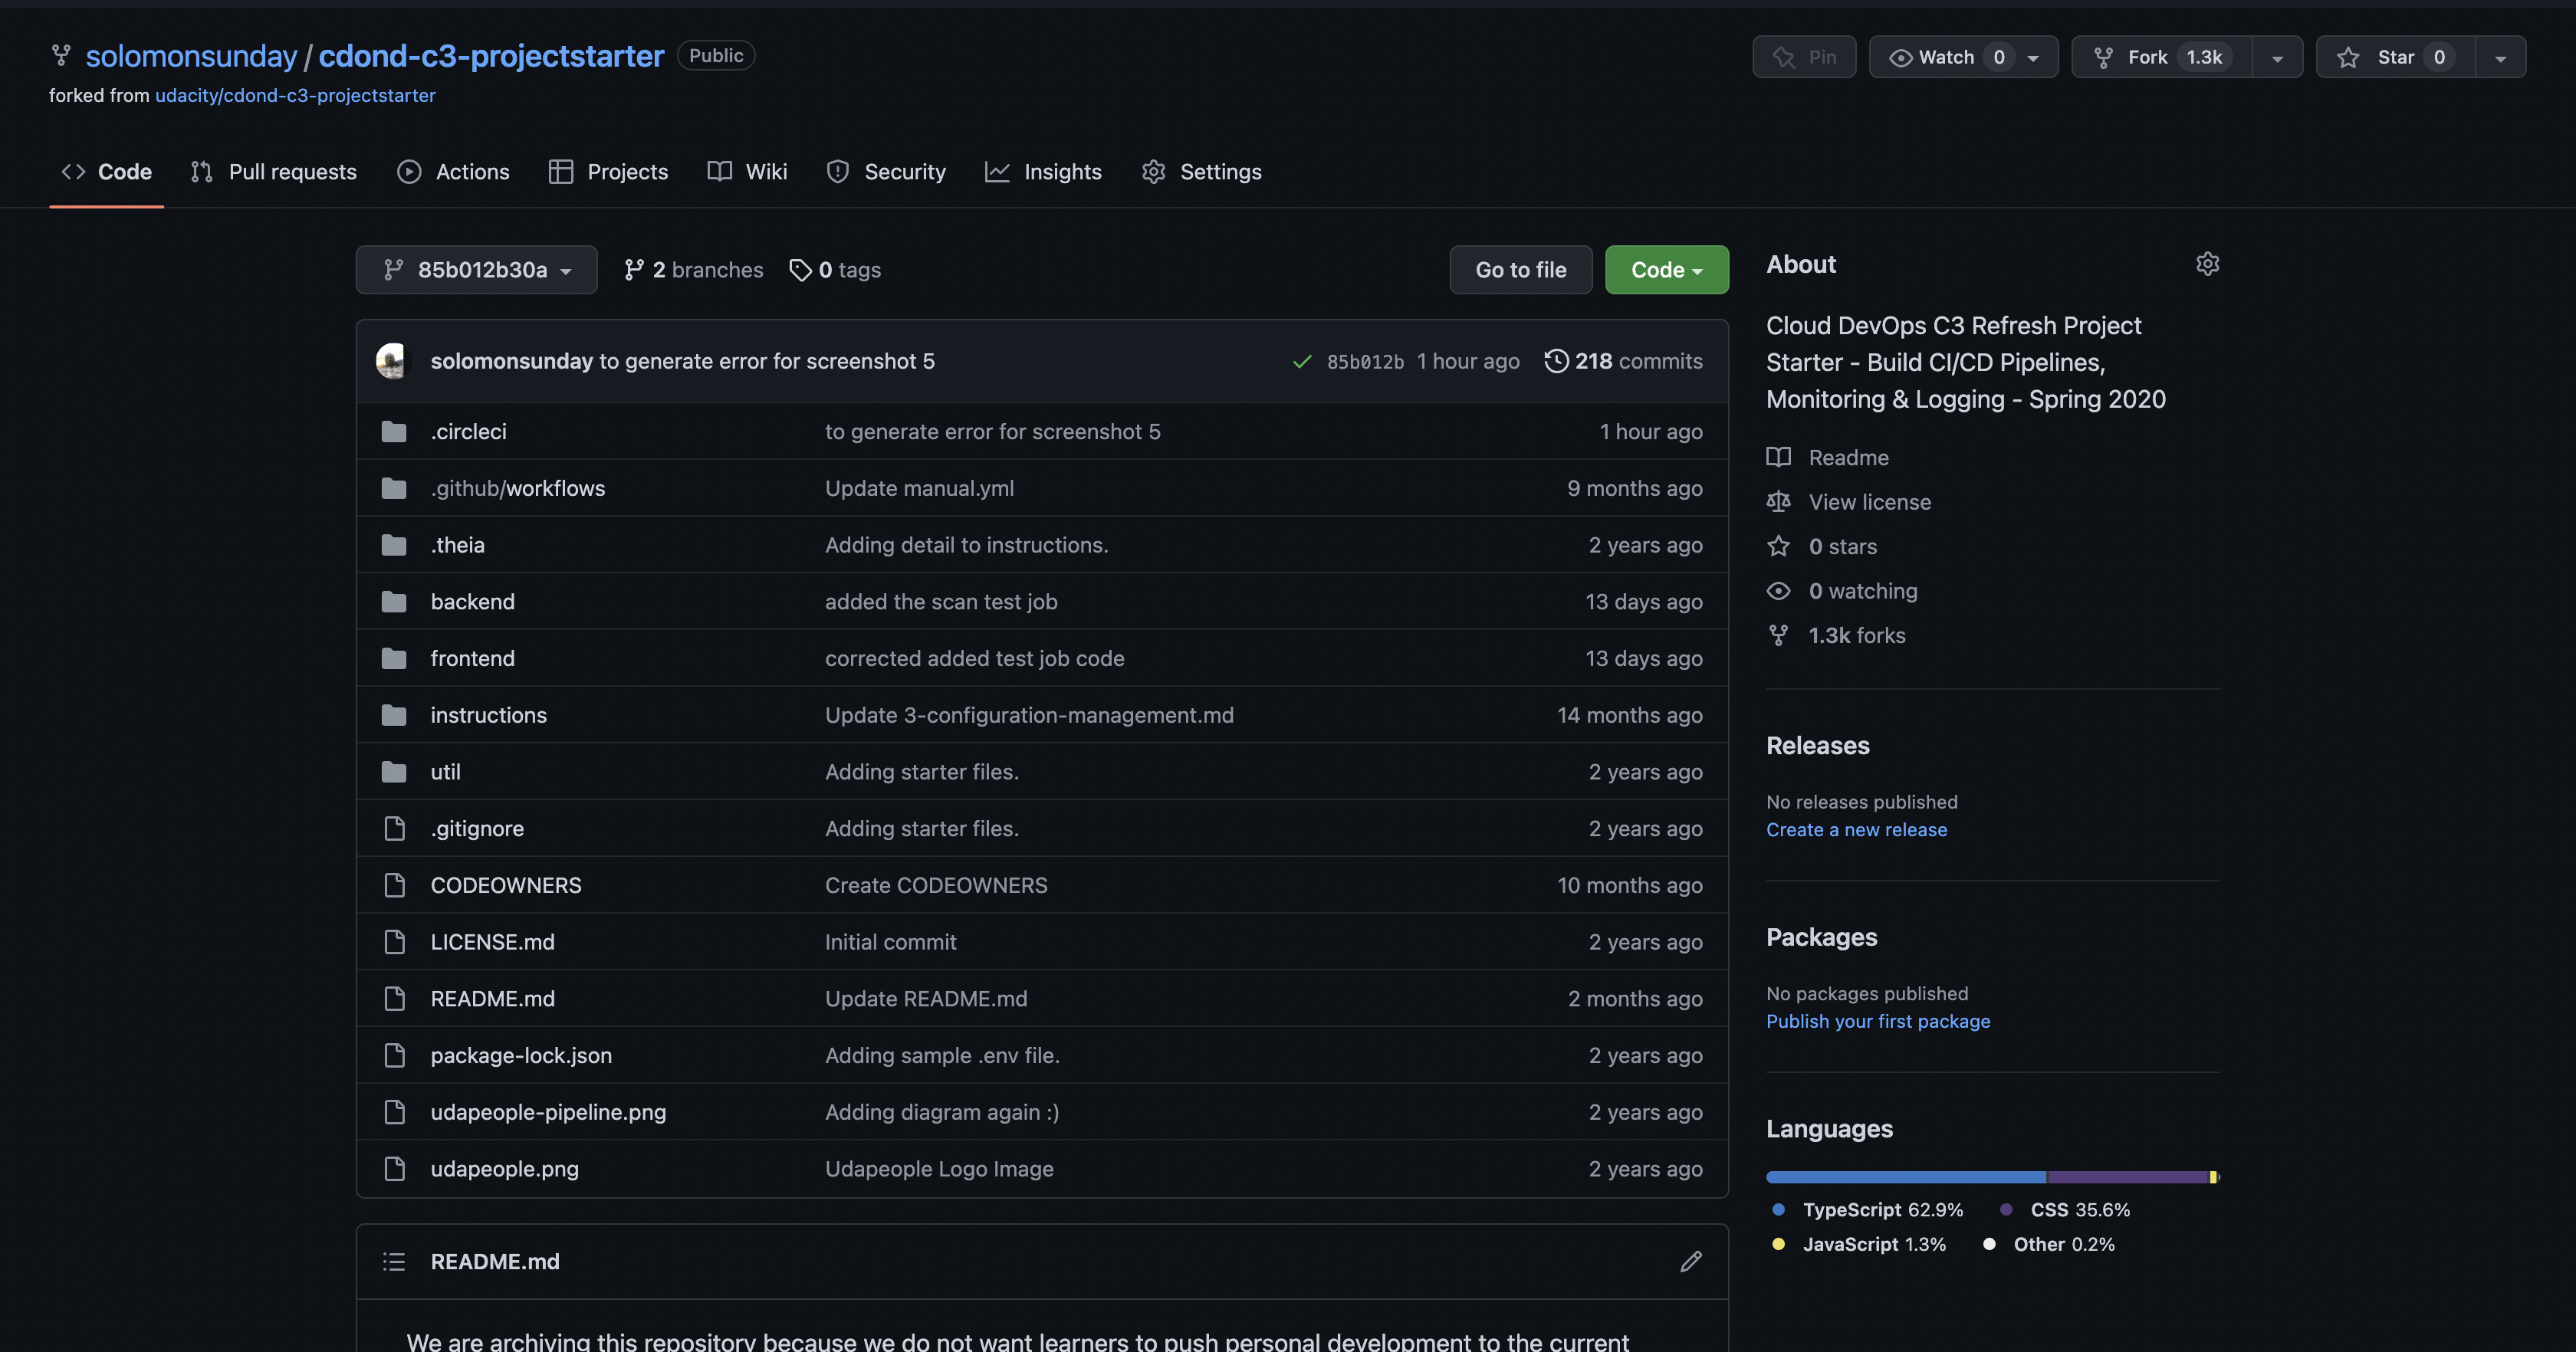 solomonsunday / cdond-c3-projectstarter Public
Pin Watch 0 Fork 1.3k Star 0
forked from udacity/cdond-c3-projectstarter
Code Pull requests Actions Projects Wiki Security Insights Settings
85b012b30a 2 branches 0 tags Go to file Code
solomonsunday to generate error for screenshot 5 85b012b 1 hour ago 218 commits
.circleci to generate error for screenshot 5 1 hour ago
.github/workflows Update manual.yml 9 months ago
.theia Adding detail to instructions. 2 years ago
backend added the scan test job 13 days ago
frontend corrected added test job code 13 days ago
instructions Update 3-configuration-management.md 14 months ago
util Adding starter files. 2 years ago
.gitignore Adding starter files. 2 years ago
CODEOWNERS Create CODEOWNERS 10 months ago
LICENSE.md Initial commit 2 years ago
README.md Update README.md 2 months ago
package-lock.json Adding sample .env file. 2 years ago
udapeople-pipeline.png Adding diagram again :) 2 years ago
udapeople.png Udapeople Logo Image 2 years ago
README.md
We are archiving this repository because we do not want learners to push personal development to the current
About
Cloud DevOps C3 Refresh Project
Starter - Build CI/CD Pipelines,
Monitoring & Logging - Spring 2020
Readme
View license
0 stars
0 watching
1.3k forks
Releases
No releases published
Create a new release
Packages
No packages published
Publish your first package
Languages
TypeScript 62.9% CSS 35.6%
JavaScript 1.3% Other 0.2%